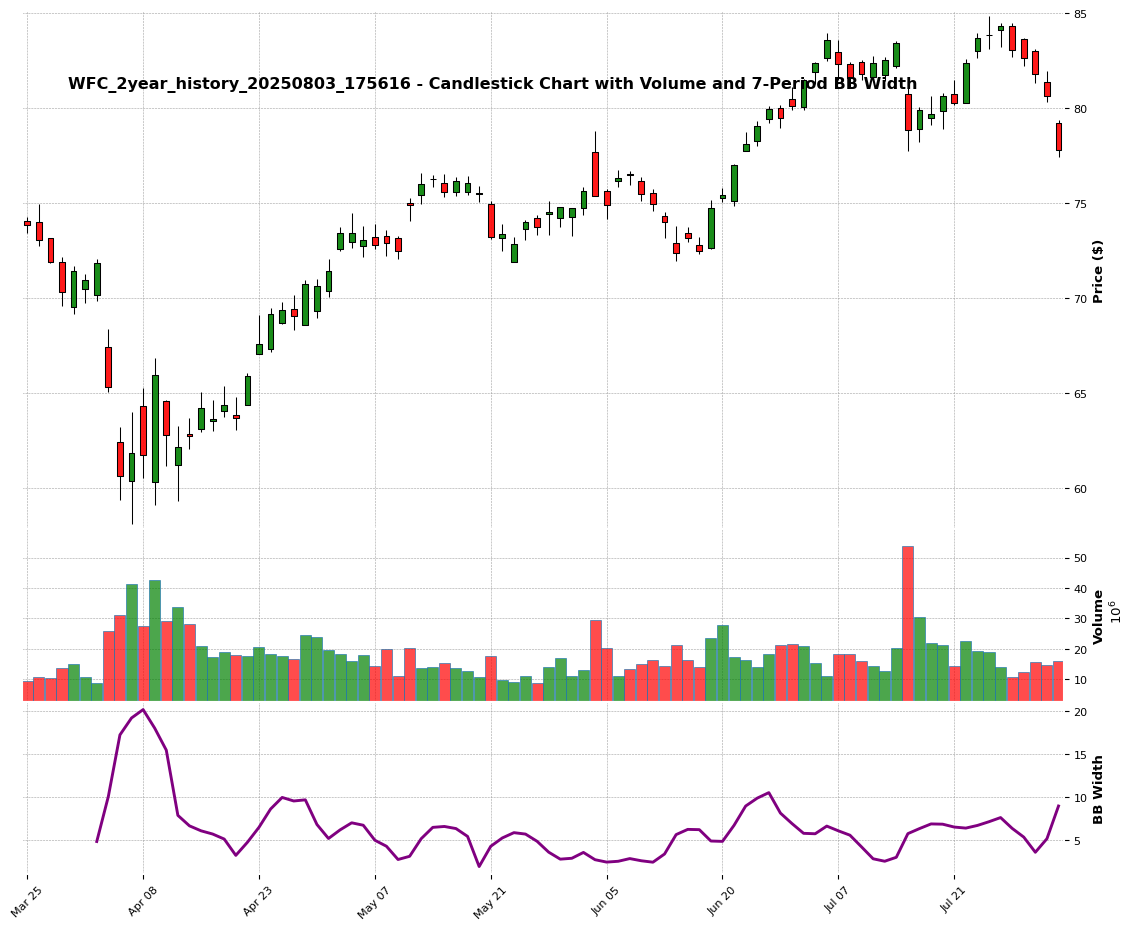 WFC_2year_history_20250803_175616 - Candlestick Chart with Volume and 7-Period BB Width
85
80
75
70
65
60
Price ($)
50
40
30
20
10
Volume
10^6
20
15
10
5
BB Width
Mar 25
Apr 08
Apr 23
May 07
May 21
Jun 05
Jun 20
Jul 07
Jul 21